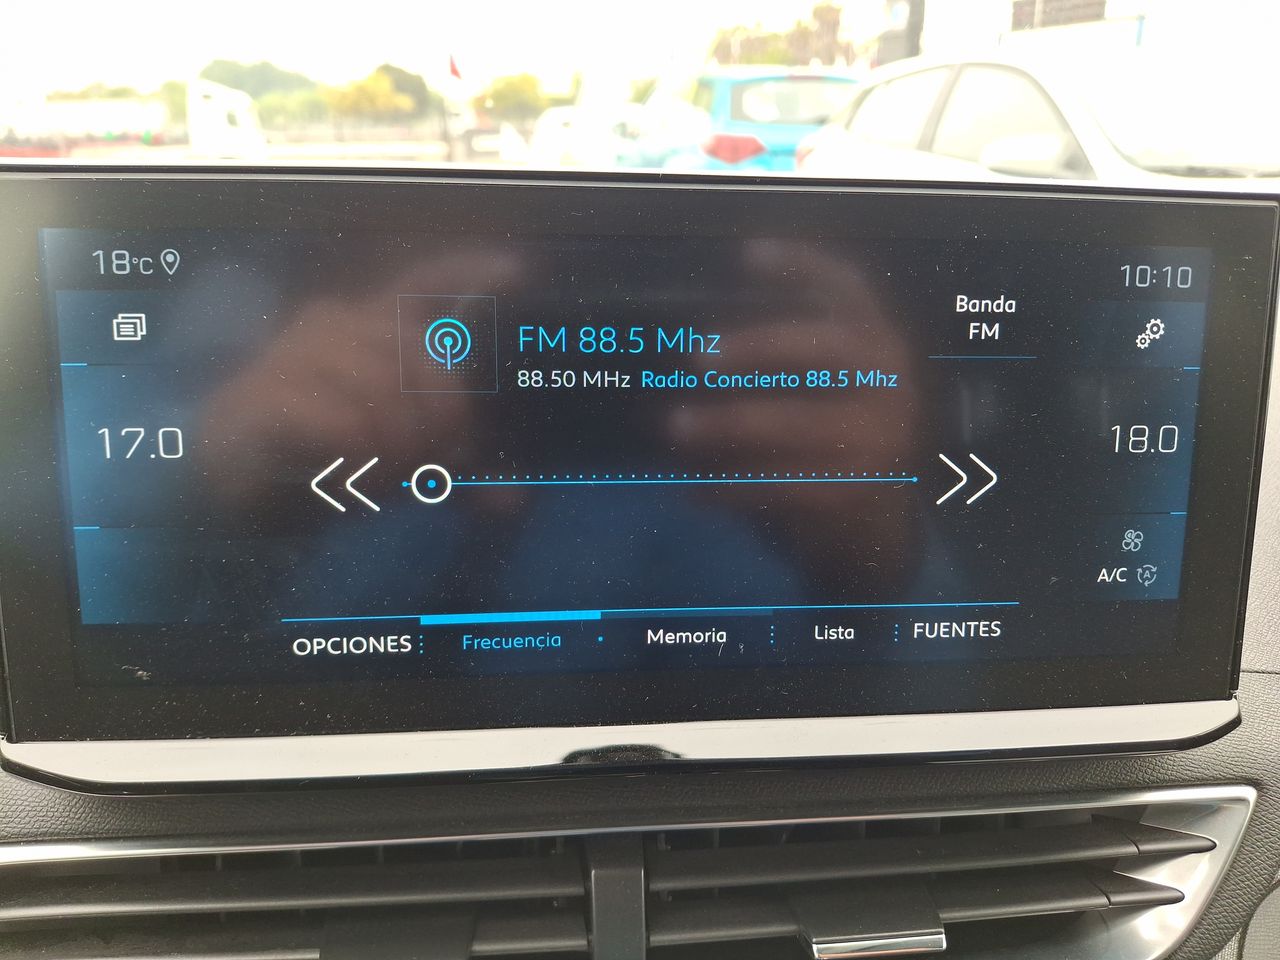 18°C
10:10
Banda
FM
FM 88.5 Mhz
88.50 MHz Radio Concierto 88.5 Mhz
17.0
18.0
A/C A
OPCIONES Frecuencia Memoria Lista FUENTES